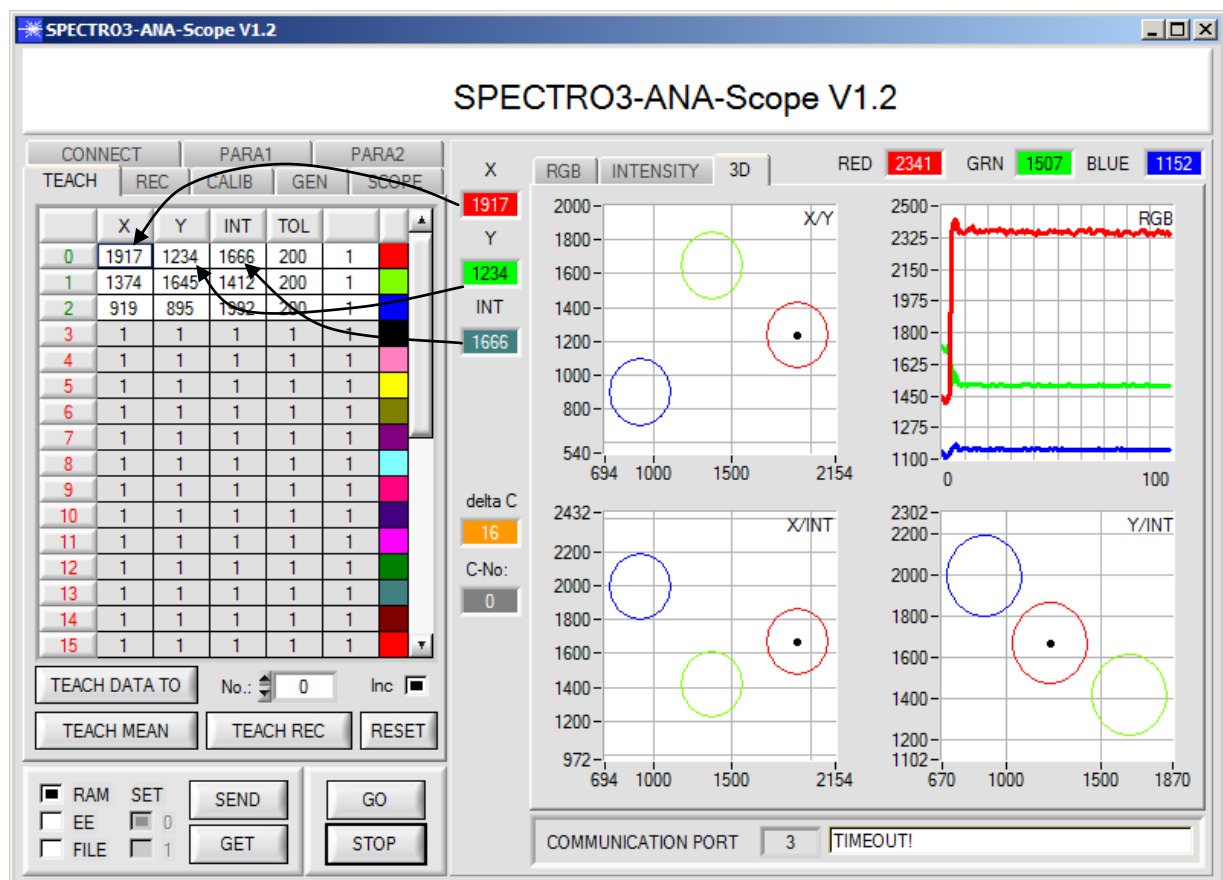 SPECTRO3-ANA-Scope V1.2
SPECTRO3-ANA-Scope V1.2
CONNECT PARA1 PARA2
TEACH REC CALIB GEN SCOPE
X Y INT TOL
0 1917 1234 1666 200 1
1 1374 1645 1412 200 1
2 919 895 1992 200 1
3 1 1 1 1 1
4 1 1 1 1 1
5 1 1 1 1 1
6 1 1 1 1 1
7 1 1 1 1 1
8 1 1 1 1 1
9 1 1 1 1 1
10 1 1 1 1 1
11 1 1 1 1 1
12 1 1 1 1 1
13 1 1 1 1 1
14 1 1 1 1 1
15 1 1 1 1 1
TEACH DATA TO No.: 0 Inc
TEACH MEAN TEACH REC RESET
RAM SET SEND GO
EE 0
FILE 1 GET STOP
X
1917
Y
1234
INT
1666
delta C
16
C-No:
0
RGB INTENSITY 3D RED 2341 GRN 1507 BLUE 1152
X/Y
2000
1800
1600
1400
1200
1000
800
540
694 1000 1500 2154
RGB
2500
2325
2150
1975
1800
1625
1450
1275
1100
0 100
X/INT
2432
2200
2000
1800
1600
1400
1200
972
694 1000 1500 2154
Y/INT
2302
2200
2000
1800
1600
1400
1200
1102
670 1000 1500 1870
COMMUNICATION PORT 3 TIMEOUT!